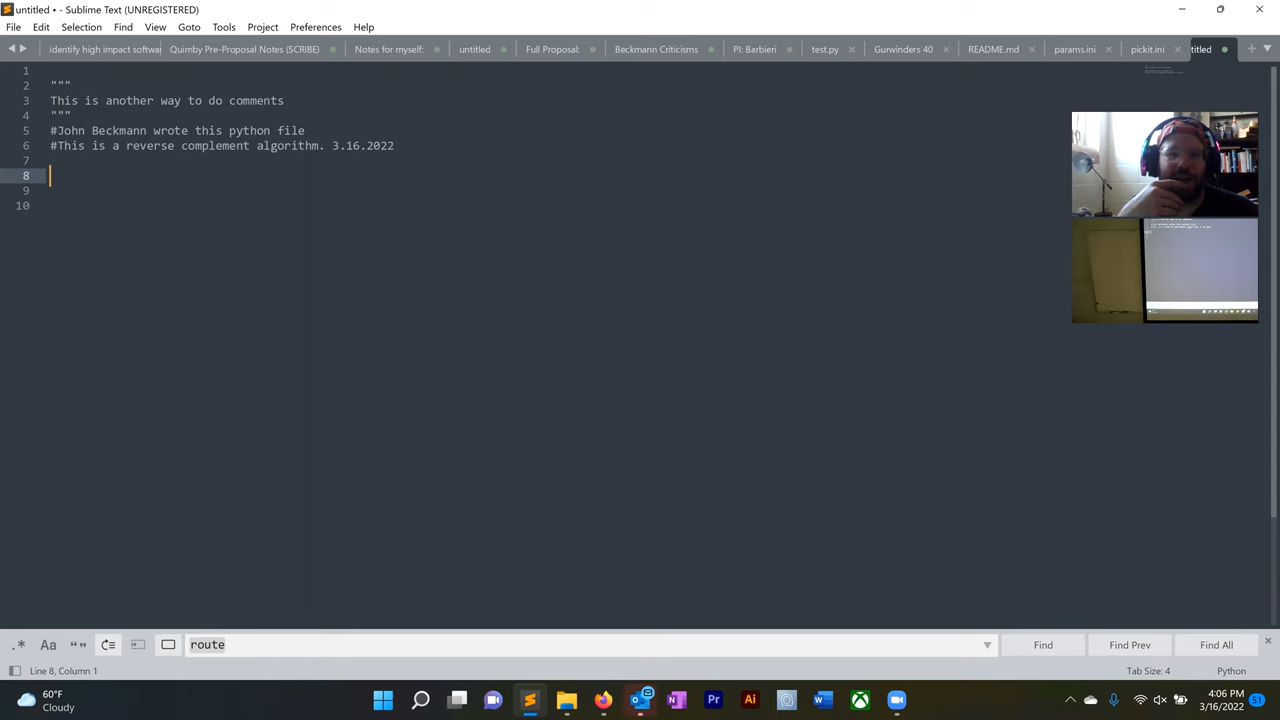 untitled • - Sublime Text (UNREGISTERED)
File Edit Selection Find View Goto Tools Project Preferences Help
identify high impact softwai Quimby Pre-Proposal Notes (SCRIBE) Notes for myself: untitled Full Proposal: Beckmann Criticisms PI: Barbieri test.py Gurwinders 40 README.md params.ini pickit.ini titled
1
2 """
3 This is another way to do comments
4 """
5 #John Beckmann wrote this python file
6 #This is a reverse complement algorithm. 3.16.2022
7
8
9
10
.* Aa “” route Find Find Prev Find All
Line 8, Column 1 Tab Size: 4 Python
60°F
Cloudy
Pr Ai
4:06 PM
3/16/2022
51